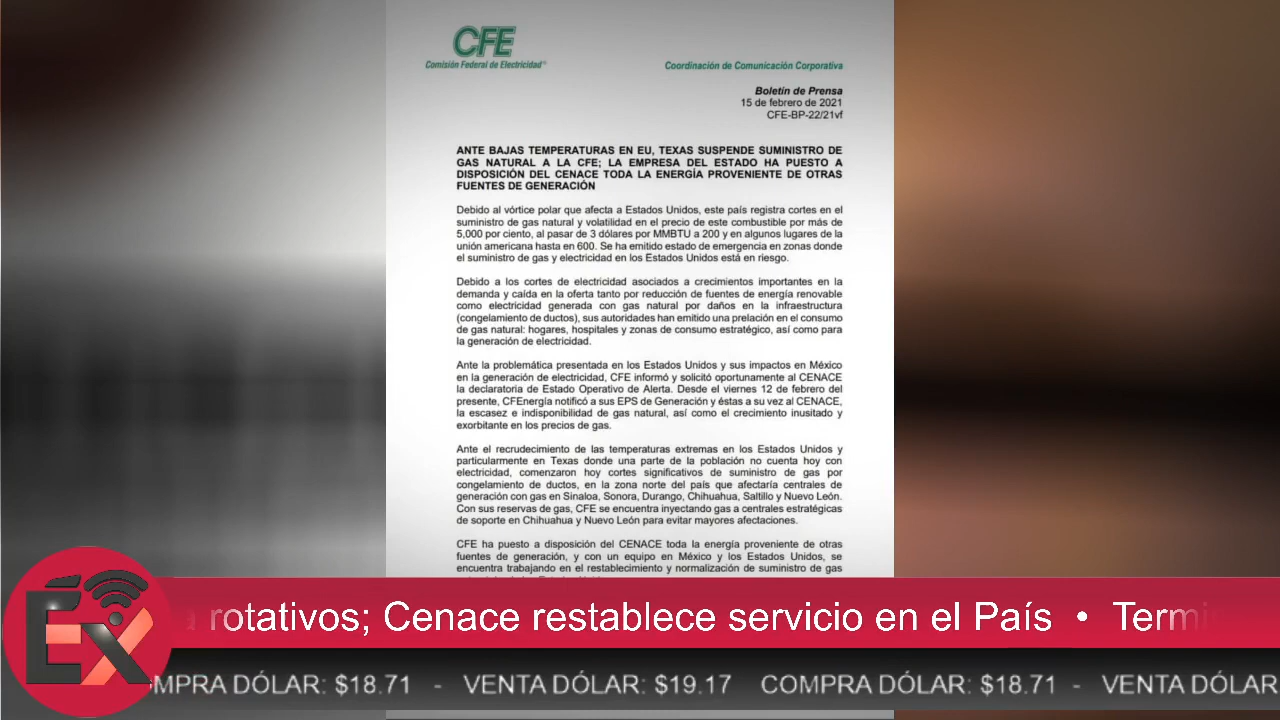 CFE
Comisión Federal de Electricidad®
Coordinación de Comunicación Corporativa
Boletín de Prensa
15 de febrero de 2021
CFE-BP-22/21vf
ANTE BAJAS TEMPERATURAS EN EU, TEXAS SUSPENDE SUMINISTRO DE
GAS NATURAL A LA CFE; LA EMPRESA DEL ESTADO HA PUESTO A
DISPOSICIÓN DEL CENACE TODA LA ENERGÍA PROVENIENTE DE OTRAS
FUENTES DE GENERACIÓN
Debido al vórtice polar que afecta a Estados Unidos, este país registra cortes en el
suministro de gas natural y volatilidad en el precio de este combustible por más de
5,000 por ciento, al pasar de 3 dólares por MMBTU a 200 y en algunos lugares de la
unión americana hasta en 600. Se ha emitido estado de emergencia en zonas donde
el suministro de gas y electricidad en los Estados Unidos está en riesgo.
Debido a los cortes de electricidad asociados a crecimientos importantes en la
demanda y caída en la oferta tanto por reducción de fuentes de energía renovable
como electricidad generada con gas natural por daños en la infraestructura
(congelamiento de ductos), sus autoridades han emitido una prelación en el consumo
de gas natural: hogares, hospitales y zonas de consumo estratégico, así como para
la generación de electricidad.
Ante la problemática presentada en los Estados Unidos y sus impactos en México
en la generación de electricidad, CFE informó y solicitó oportunamente al CENACE
la declaratoria de Estado Operativo de Alerta. Desde el viernes 12 de febrero del
presente, CFEnergía notificó a sus EPS de Generación y éstas a su vez al CENACE,
la escasez e indisponibilidad de gas natural, así como el crecimiento inusitado y
exorbitante en los precios de gas.
Ante el recrudecimiento de las temperaturas extremas en los Estados Unidos y
particularmente en Texas donde una parte de la población no cuenta hoy con
electricidad, comenzaron hoy cortes significativos de suministro de gas por
congelamiento de ductos, en la zona norte del país que afectaría centrales de
generación con gas en Sinaloa, Sonora, Durango, Chihuahua, Saltillo y Nuevo León.
Con sus reservas de gas, CFE se encuentra inyectando gas a centrales estratégicas
de soporte en Chihuahua y Nuevo León para evitar mayores afectaciones.
CFE ha puesto a disposición del CENACE toda la energía proveniente de otras
fuentes de generación, y con un equipo en México y los Estados Unidos, se
encuentra trabajando en el restablecimiento y normalización de suministro de gas
ÉX
a rotativos; Cenace restablece servicio en el País • Termi
OMPRA DÓLAR: $18.71 - VENTA DÓLAR: $19.17 COMPRA DÓLAR: $18.71 - VENTA DÓLAR